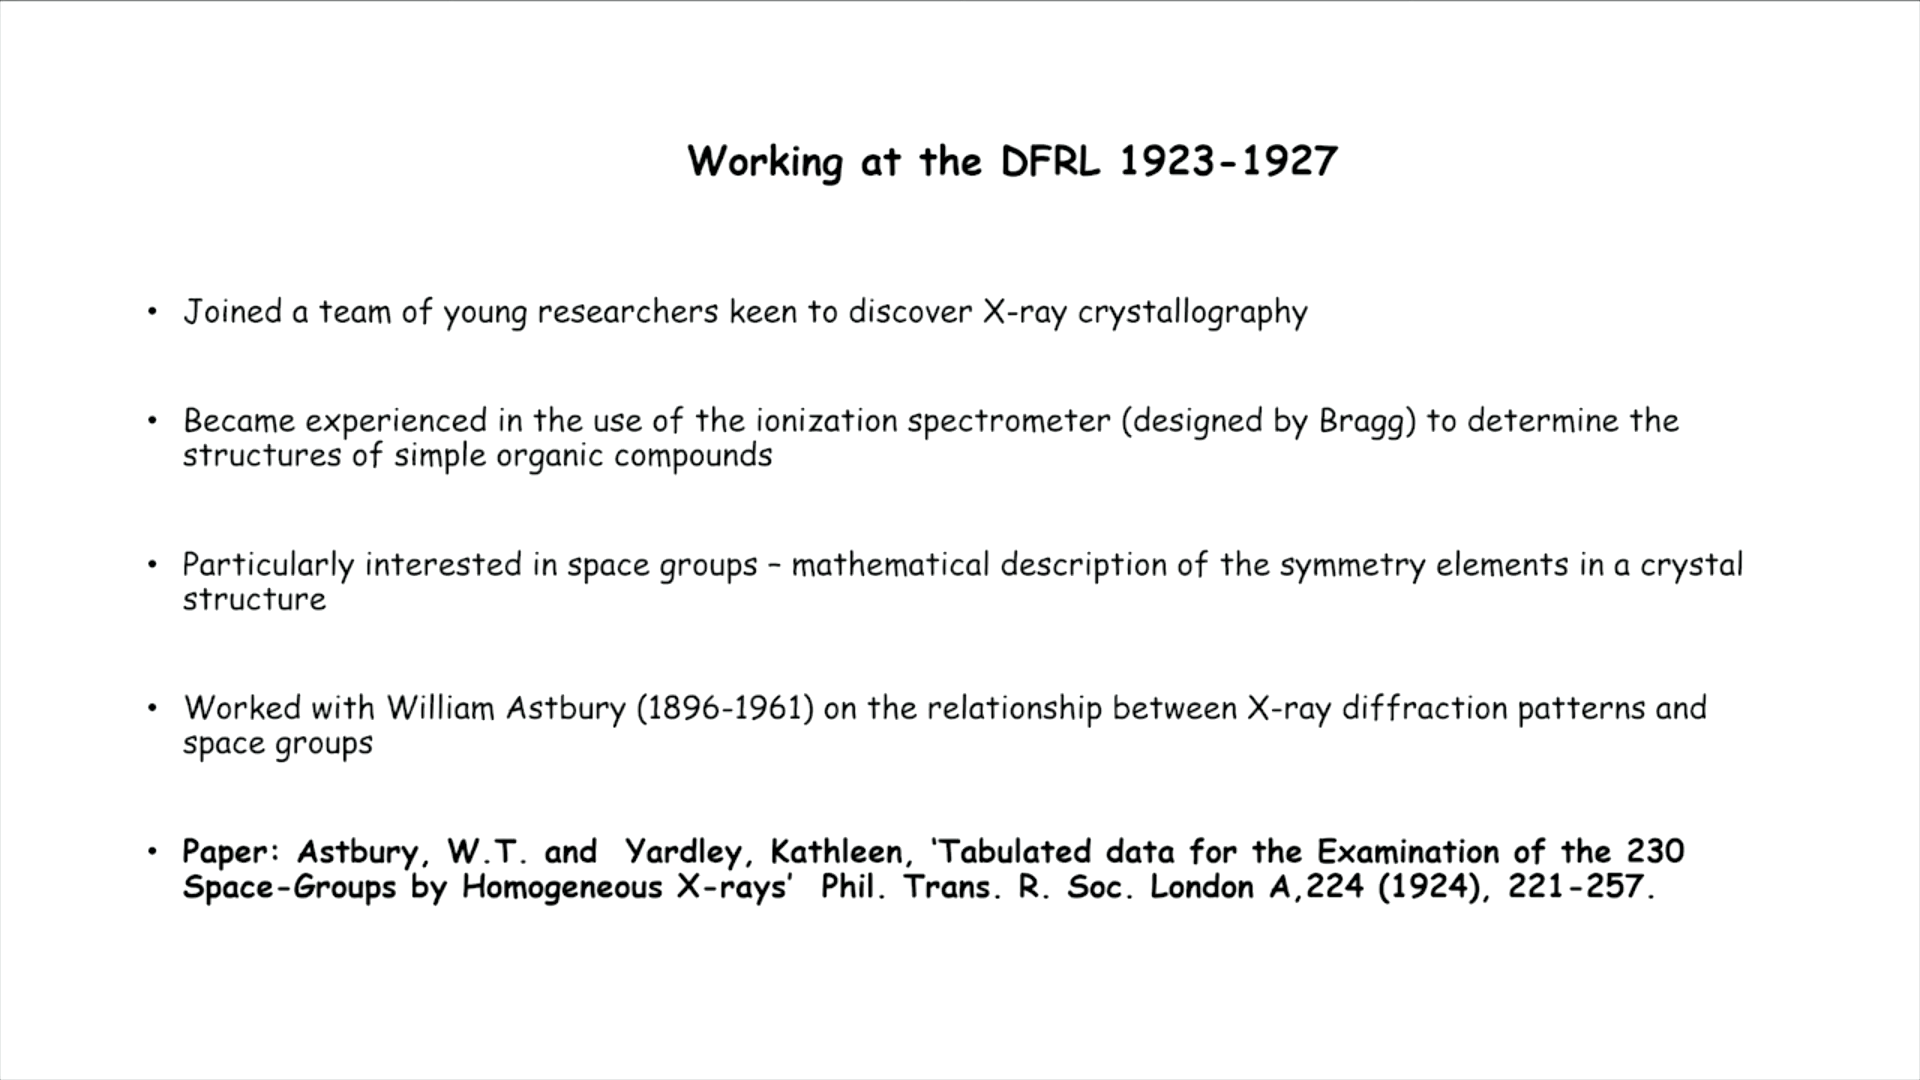 Working at the DFRL 1923-1927
• Joined a team of young researchers keen to discover X-ray crystallography
• Became experienced in the use of the ionization spectrometer (designed by Bragg) to determine the
structures of simple organic compounds
• Particularly interested in space groups – mathematical description of the symmetry elements in a crystal
structure
• Worked with William Astbury (1896-1961) on the relationship between X-ray diffraction patterns and
space groups
• Paper: Astbury, W.T. and Yardley, Kathleen, ‘Tabulated data for the Examination of the 230
Space-Groups by Homogeneous X-rays’ Phil. Trans. R. Soc. London A,224 (1924), 221-257.